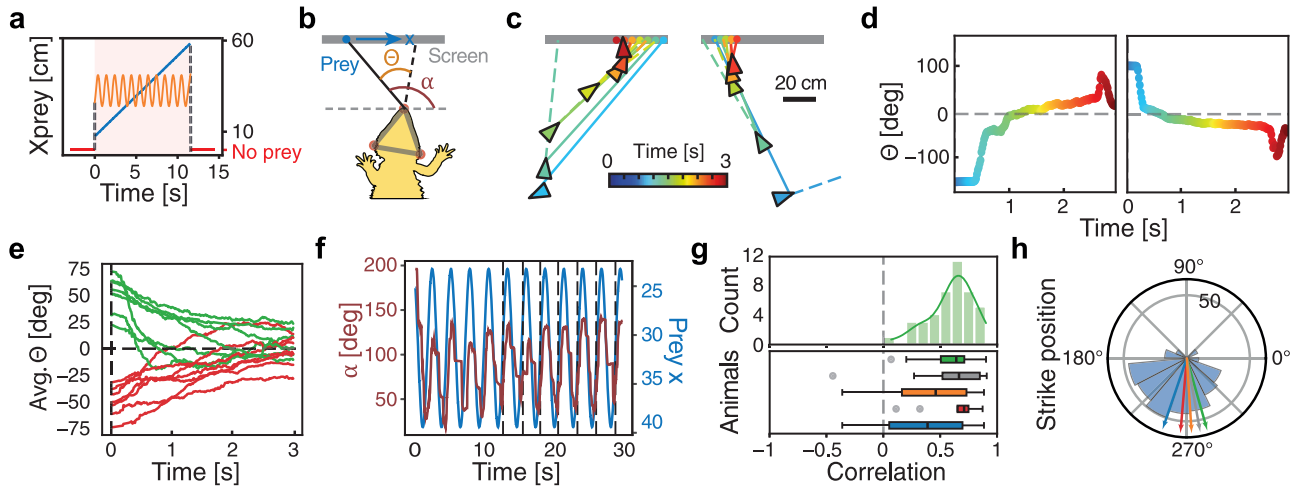 a
Xprey [cm]
60
10
No prey
0
5
10
15
Time [s]
b
Prey
Θ
Screen
α
c
20 cm
Time [s]
0
3
d
Θ [deg]
100
0
−100
1
2
0
1
2
Time [s]
e
Avg. Θ [deg]
75
50
25
0
−25
−50
−75
0
1
2
3
Time [s]
f
α [deg]
200
150
100
50
25
30
35
40
Prey x
0
10
20
30
Time [s]
g
Count
12
8
4
0
Animals
−1
−0.5
0
0.5
1
Correlation
h
Strike position
90°
50
180°
0°
270°